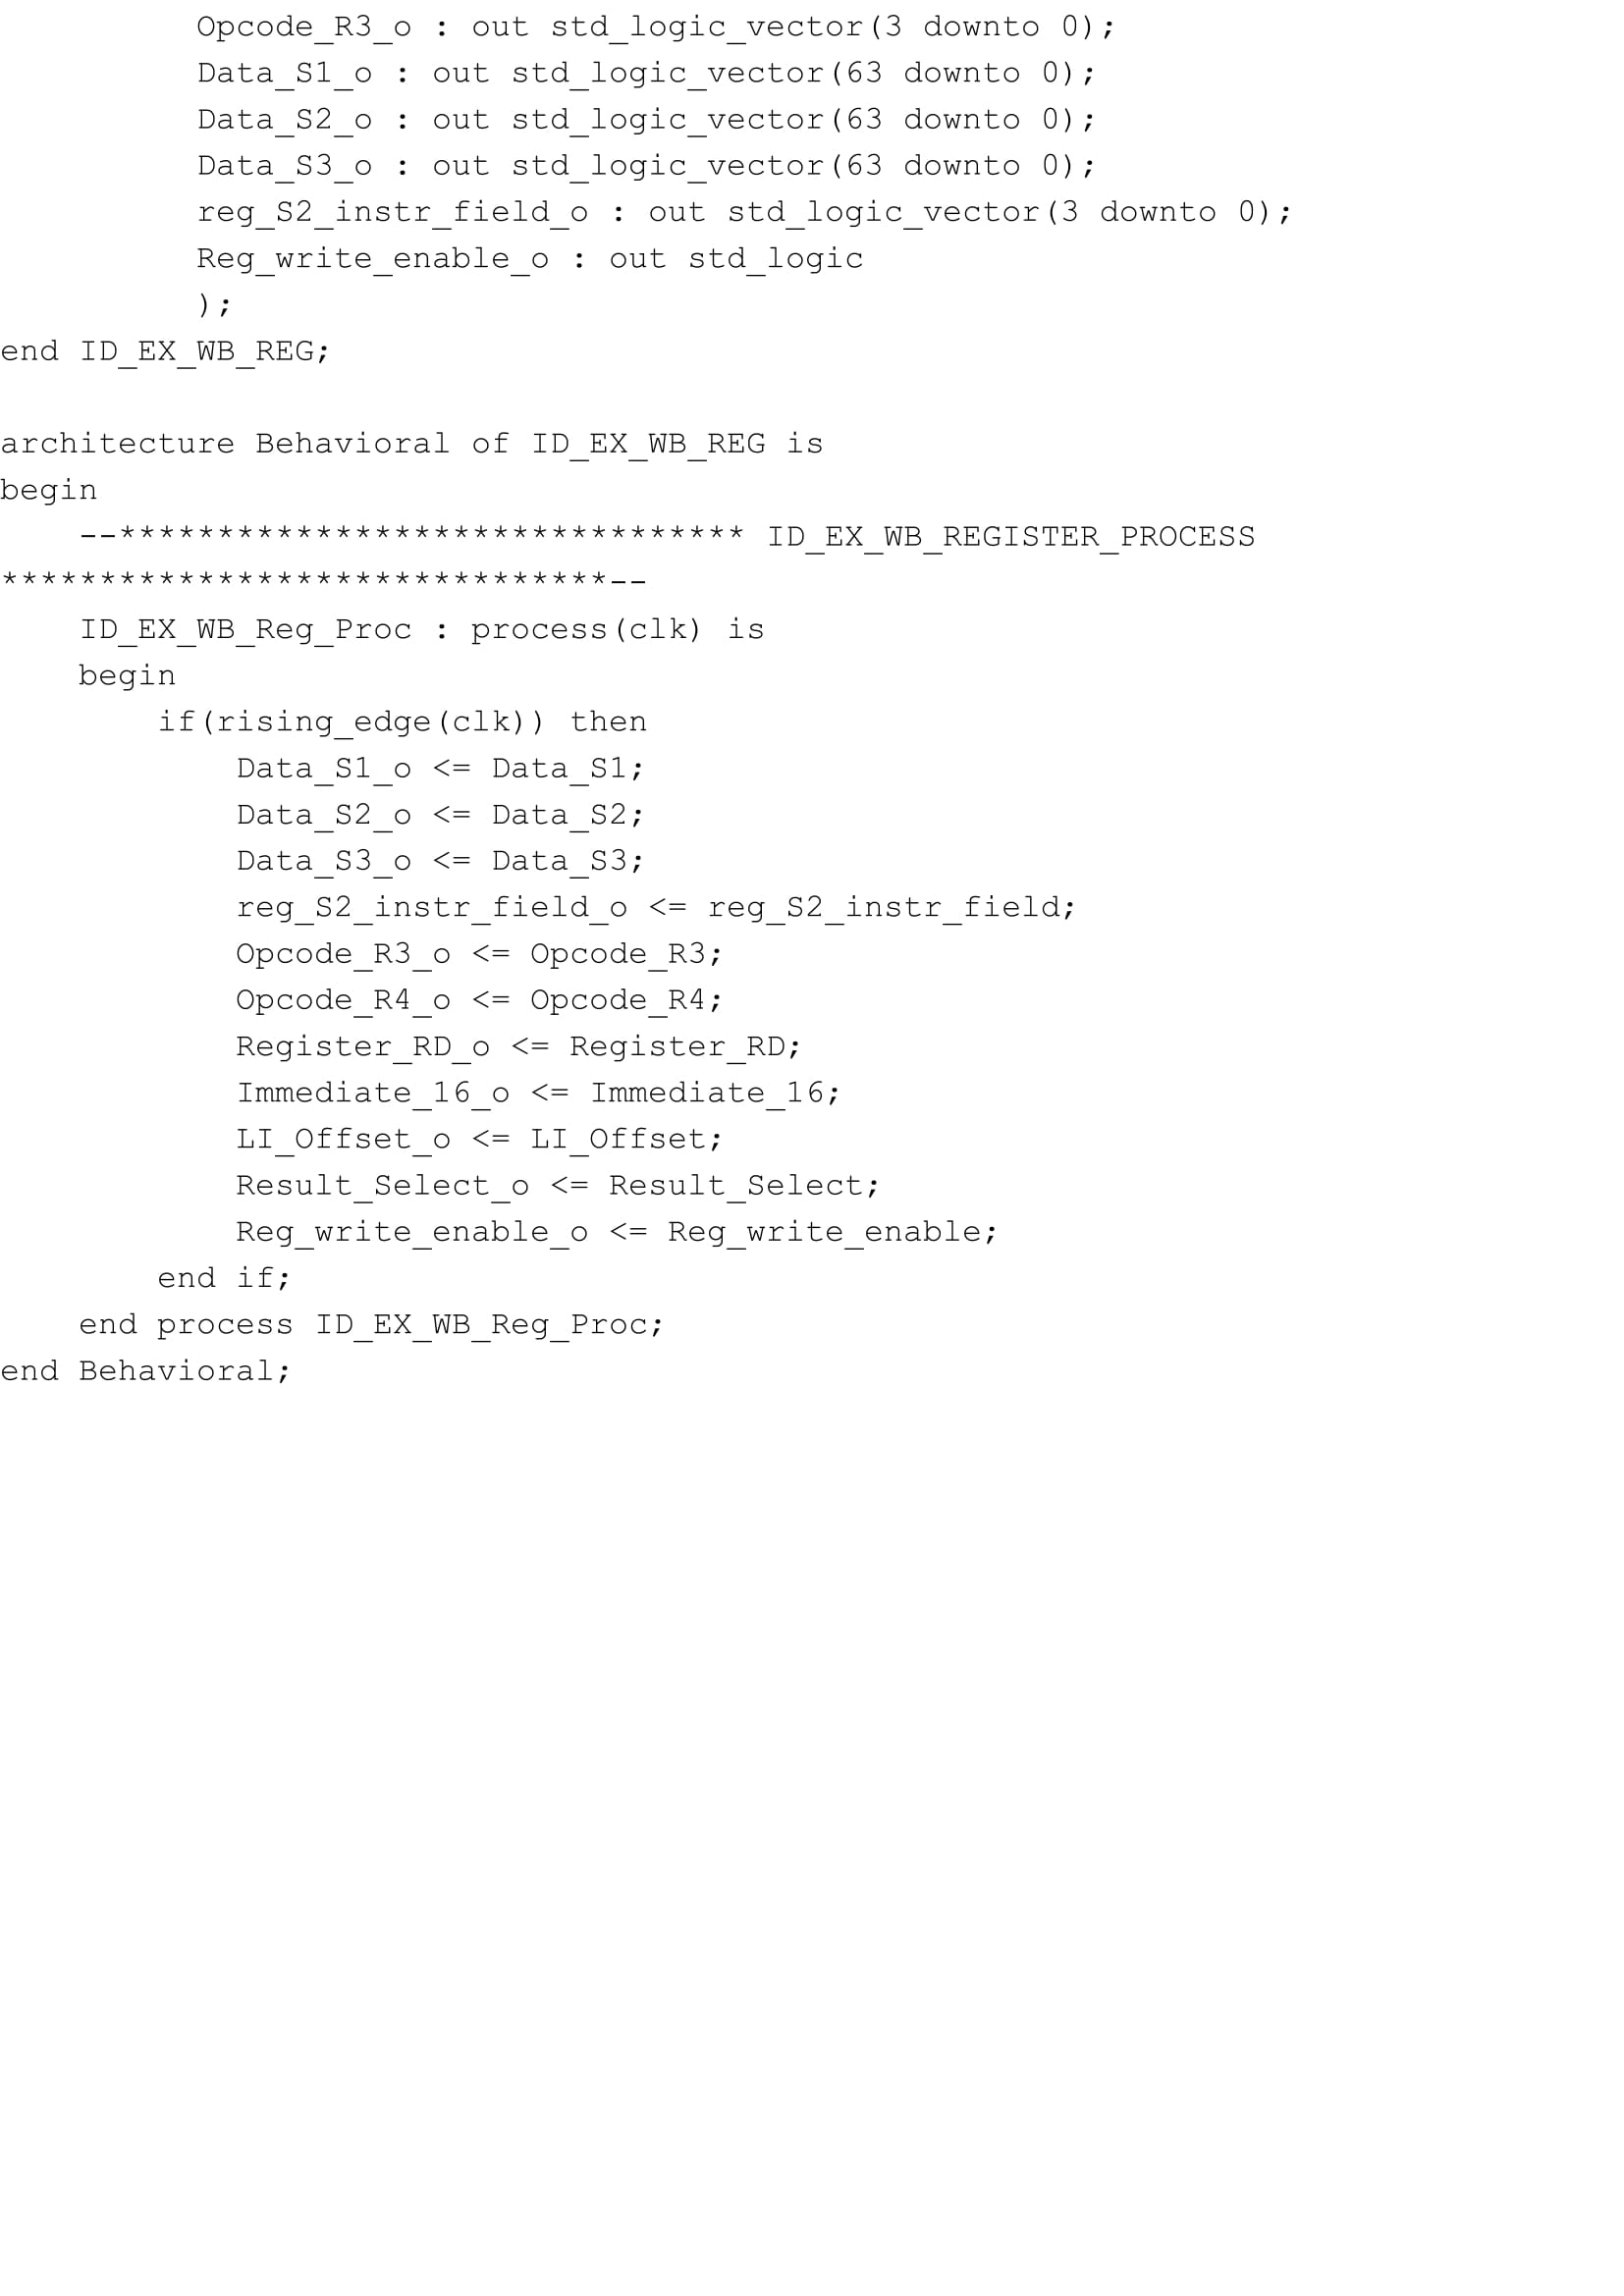 Opcode_R3_o : out std_logic_vector(3 downto 0);
Data_S1_o : out std_logic_vector(63 downto 0);
Data_S2_o : out std_logic_vector(63 downto 0);
Data_S3_o : out std_logic_vector(63 downto 0);
reg_S2_instr_field_o : out std_logic_vector(3 downto 0);
Reg_write_enable_o : out std_logic
);
end ID_EX_WB_REG;
architecture Behavioral of ID_EX_WB_REG is
begin
--******************************** ID_EX_WB_REGISTER_PROCESS
*******************************--
ID_EX_WB_Reg_Proc : process(clk) is
begin
if(rising_edge(clk)) then
Data_S1_o <= Data_S1;
Data_S2_o <= Data_S2;
Data_S3_o <= Data_S3;
reg_S2_instr_field_o <= reg_S2_instr_field;
Opcode_R3_o <= Opcode_R3;
Opcode_R4_o <= Opcode_R4;
Register_RD_o <= Register_RD;
Immediate_16_o <= Immediate_16;
LI_Offset_o <= LI_Offset;
Result_Select_o <= Result_Select;
Reg_write_enable_o <= Reg_write_enable;
end if;
end process ID_EX_WB_Reg_Proc;
end Behavioral;